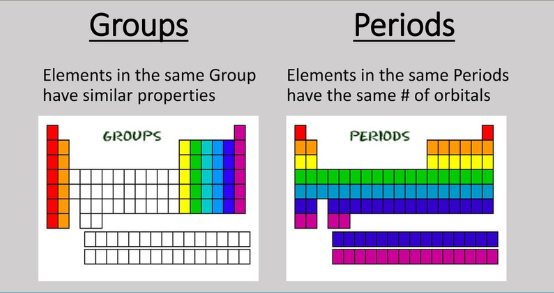 Groups
Elements in the same Group
have similar properties
GROUPS
Periods
Elements in the same Periods
have the same # of orbitals
PERIODS